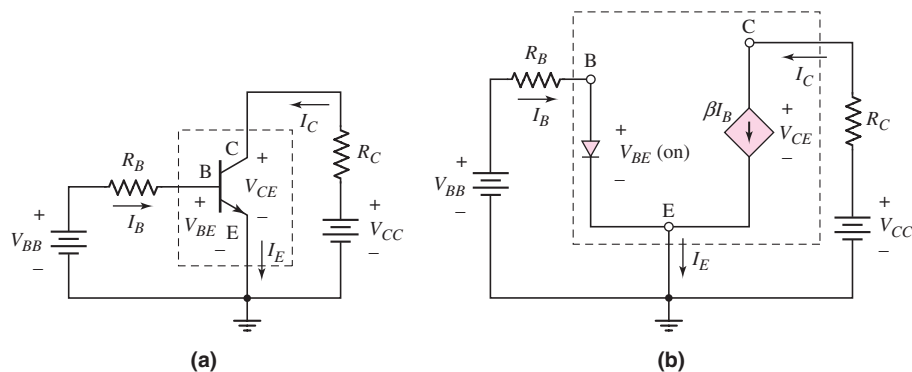 R_B
I_B
V_BB
+
–
B
C
E
+
V_BE
–
+
V_CE
–
I_C
R_C
I_E
+
V_CC
–
(a)
R_B
I_B
B
+
V_BE (on)
–
C
I_C
βI_B
+
V_CE
–
R_C
+
V_BB
–
E
I_E
+
V_CC
–
(b)